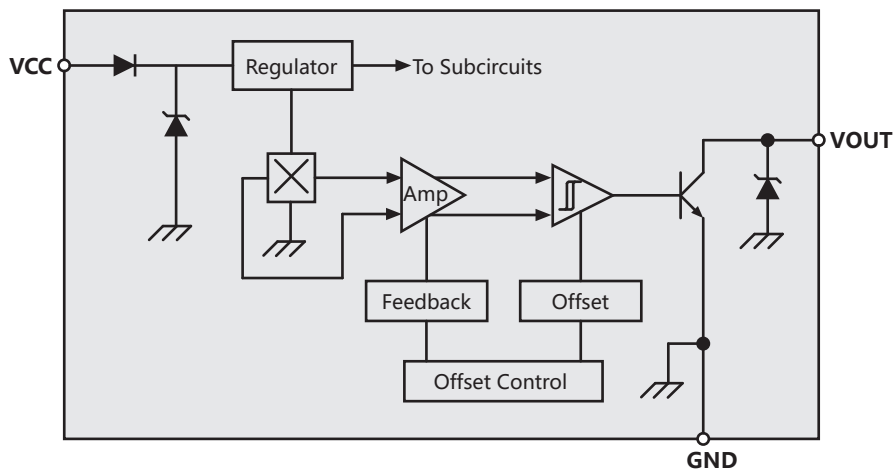 VCC
Regulator
To Subcircuits
VOUT
Amp
Feedback
Offset
Offset Control
GND